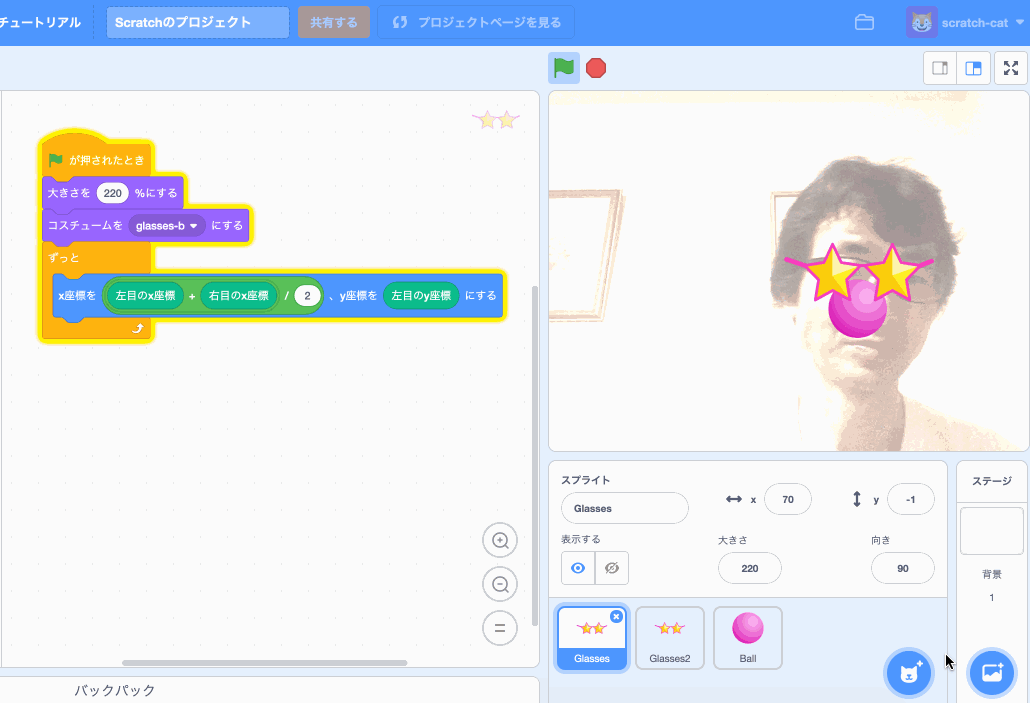 チュートリアル
Scratchのプロジェクト
共有する
プロジェクトページを見る
scratch-cat
が押されたとき
大きさを 220 %にする
コスチュームを glasses-b にする
ずっと
x座標を 左目のx座標 + 右目のx座標 / 2 、y座標を 左目のy座標 にする
バックパック
スプライト
Glasses
x 70
y -1
表示する
大きさ
220
向き
90
Glasses
Glasses2
Ball
ステージ
背景
1